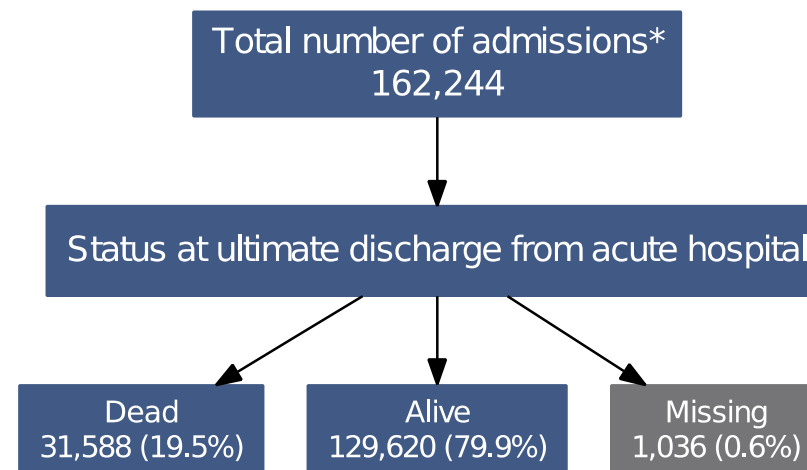 Total number of admissions*
162,244
Status at ultimate discharge from acute hospital
Dead
31,588 (19.5%)
Alive
129,620 (79.9%)
Missing
1,036 (0.6%)